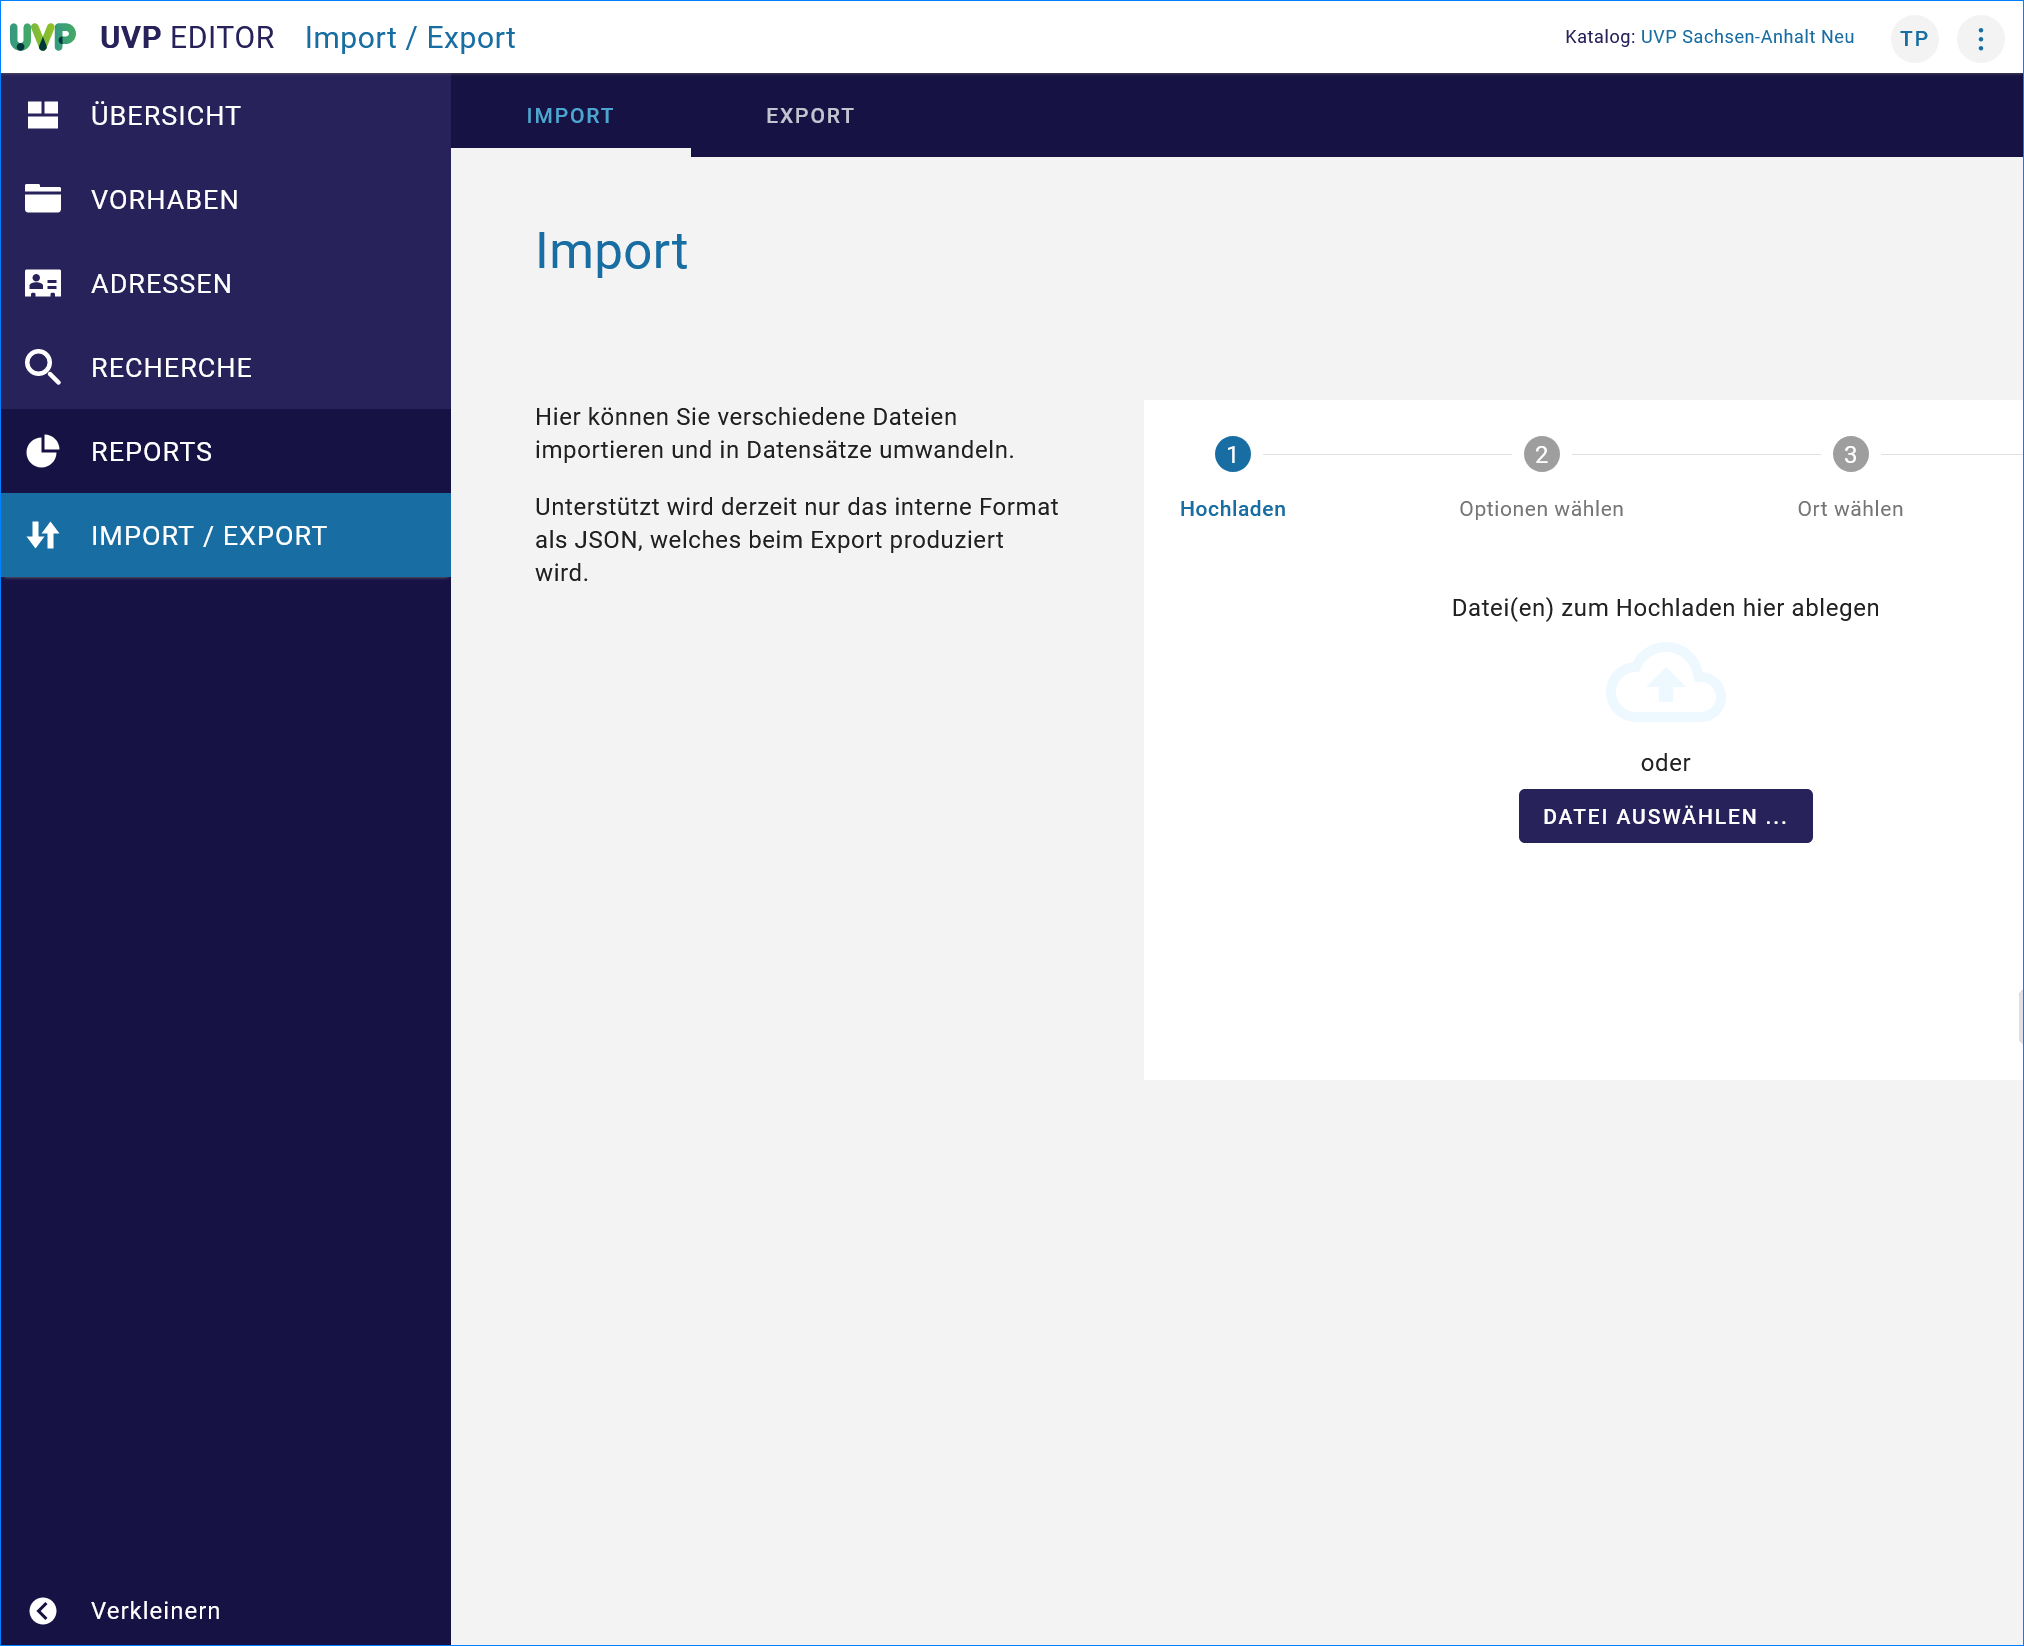 UVP UVP EDITOR Import / Export Katalog: UVP Sachsen-Anhalt Neu TP
ÜBERSICHT
VORHABEN
ADRESSEN
RECHERCHE
REPORTS
IMPORT / EXPORT
Verkleinern
IMPORT EXPORT
Import
Hier können Sie verschiedene Dateien
importieren und in Datensätze umwandeln.
Unterstützt wird derzeit nur das interne Format
als JSON, welches beim Export produziert
wird.
1 2 3
Hochladen Optionen wählen Ort wählen
Datei(en) zum Hochladen hier ablegen
oder
DATEI AUSWÄHLEN ...